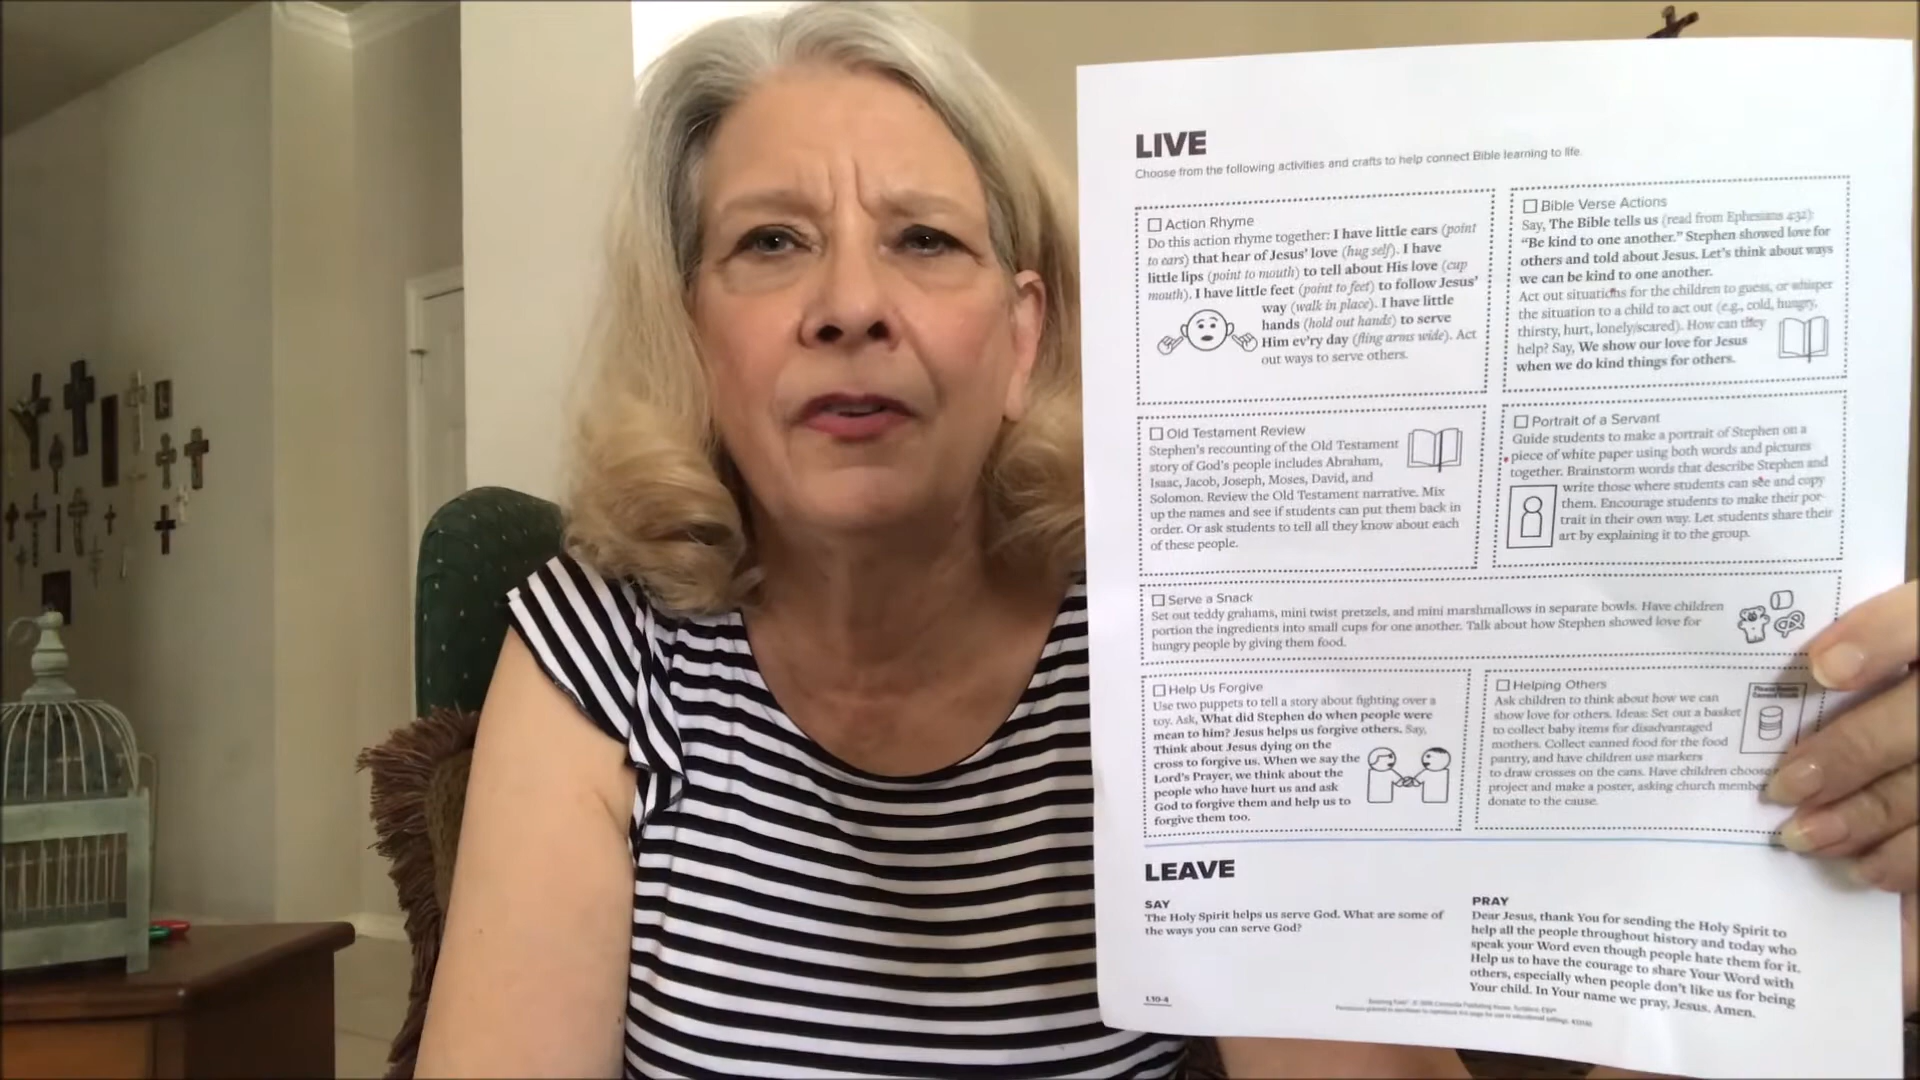 LIVE
Choose from the following activities and crafts to help connect Bible learning to life.
Action Rhyme
Do this action rhyme together: I have little ears (point
to ears) that hear of Jesus' love (hug self). I have
little lips (point to mouth) to tell about His love (cup
mouth). I have little feet (point to feet) to follow Jesus'
way (walk in place). I have little
hands (hold out hands) to serve
Him ev'ry day (fling arms wide). Act
out ways to serve others.
Bible Verse Actions
Say, The Bible tells us (read from Ephesians 4:32):
"Be kind to one another." Stephen showed love for
others and told about Jesus. Let's think about ways
we can be kind to one another.
Act out situations for the children to guess, or whisper
the situation to a child to act out (e.g., cold, hungry,
thirsty, hurt, lonely/scared). How can they
help? Say, We show our love for Jesus
when we do kind things for others.
Old Testament Review
Stephen's recounting of the Old Testament
story of God's people includes Abraham,
Isaac, Jacob, Joseph, Moses, David, and
Solomon. Review the Old Testament narrative. Mix
up the names and see if students can put them back in
order. Or ask students to tell all they know about each
of these people.
Portrait of a Servant
Guide students to make a portrait of Stephen on a
piece of white paper using both words and pictures
together. Brainstorm words that describe Stephen and
write those where students can see and copy
them. Encourage students to make their por-
trait in their own way. Let students share their
art by explaining it to the group.
Serve a Snack
Set out teddy grahams, mini twist pretzels, and mini marshmallows in separate bowls. Have children
portion the ingredients into small cups for one another. Talk about how Stephen showed love for
hungry people by giving them food.
Help Us Forgive
Use two puppets to tell a story about fighting over a
toy. Ask, What did Stephen do when people were
mean to him? Jesus helps us forgive others. Say,
Think about Jesus dying on the
cross to forgive us. When we say the
Lord's Prayer, we think about the
people who have hurt us and ask
God to forgive them and help us to
forgive them too.
Helping Others
Ask children to think about how we can
show love for others. Ideas: Set out a basket
to collect baby items for disadvantaged
mothers. Collect canned food for the food
pantry, and have children use markers
to draw crosses on the cans. Have children choose
project and make a poster, asking church member
donate to the cause.
LEAVE
SAY
The Holy Spirit helps us serve God. What are some of
the ways you can serve God?
PRAY
Dear Jesus, thank You for sending the Holy Spirit to
help all the people throughout history and today who
speak your Word even though people hate them for it.
Help us to have the courage to share Your Word with
others, especially when people don't like us for being
Your child. In Your name we pray, Jesus. Amen.
L10-4